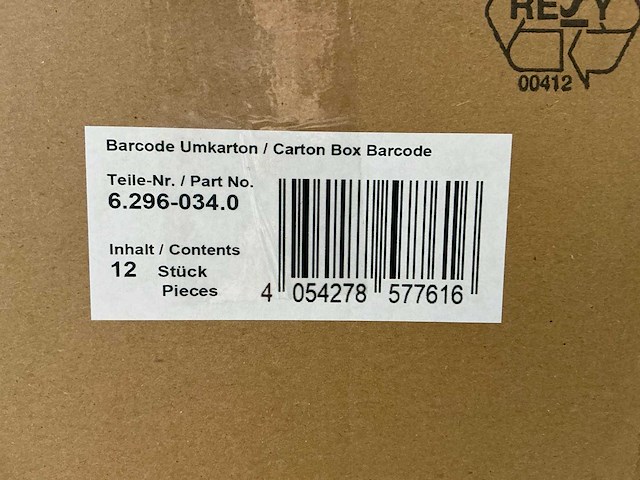 RESY
00412
Barcode Umkarton / Carton Box Barcode
Teile-Nr. / Part No.
6.296-034.0
Inhalt / Contents
12 Stück
Pieces
4 054278 577616